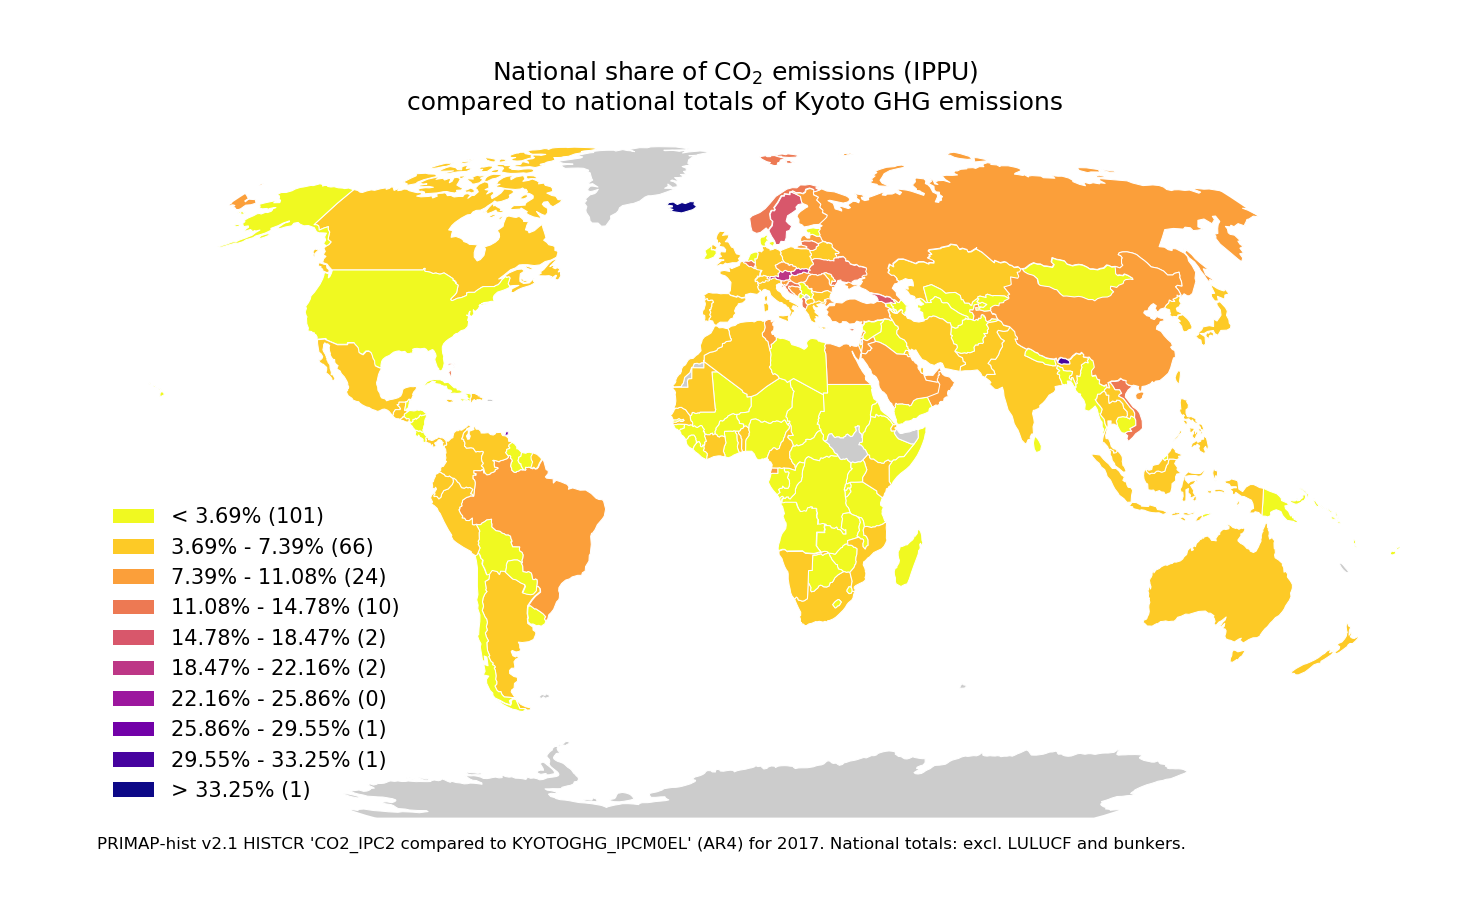 National share of CO₂ emissions (IPPU)
compared to national totals of Kyoto GHG emissions
< 3.69% (101)
3.69% - 7.39% (66)
7.39% - 11.08% (24)
11.08% - 14.78% (10)
14.78% - 18.47% (2)
18.47% - 22.16% (2)
22.16% - 25.86% (0)
25.86% - 29.55% (1)
29.55% - 33.25% (1)
> 33.25% (1)
PRIMAP-hist v2.1 HISTCR 'CO2_IPC2 compared to KYOTOGHG_IPCM0EL' (AR4) for 2017. National totals: excl. LULUCF and bunkers.